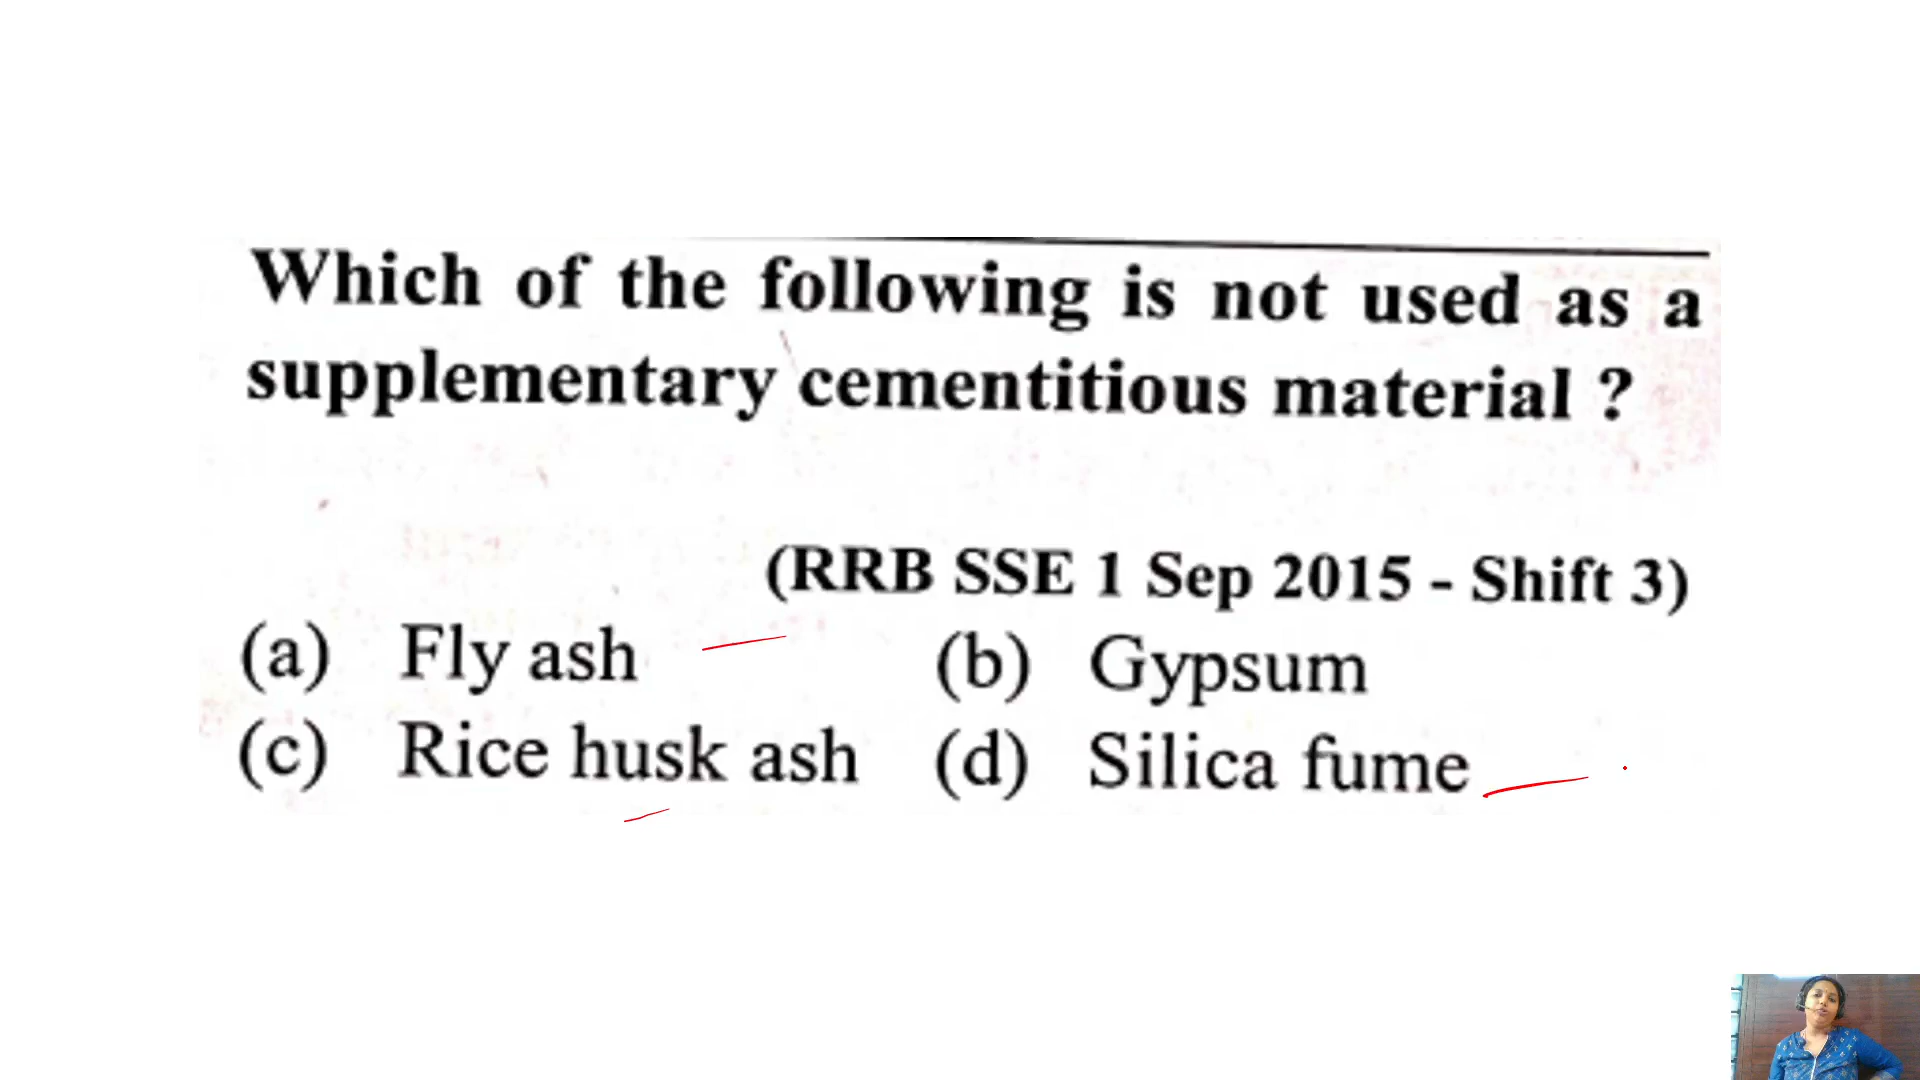 Which of the following is not used as a
supplementary cementitious material ?
(RRB SSE 1 Sep 2015 - Shift 3)
(a) Fly ash (b) Gypsum
(c) Rice husk ash (d) Silica fume